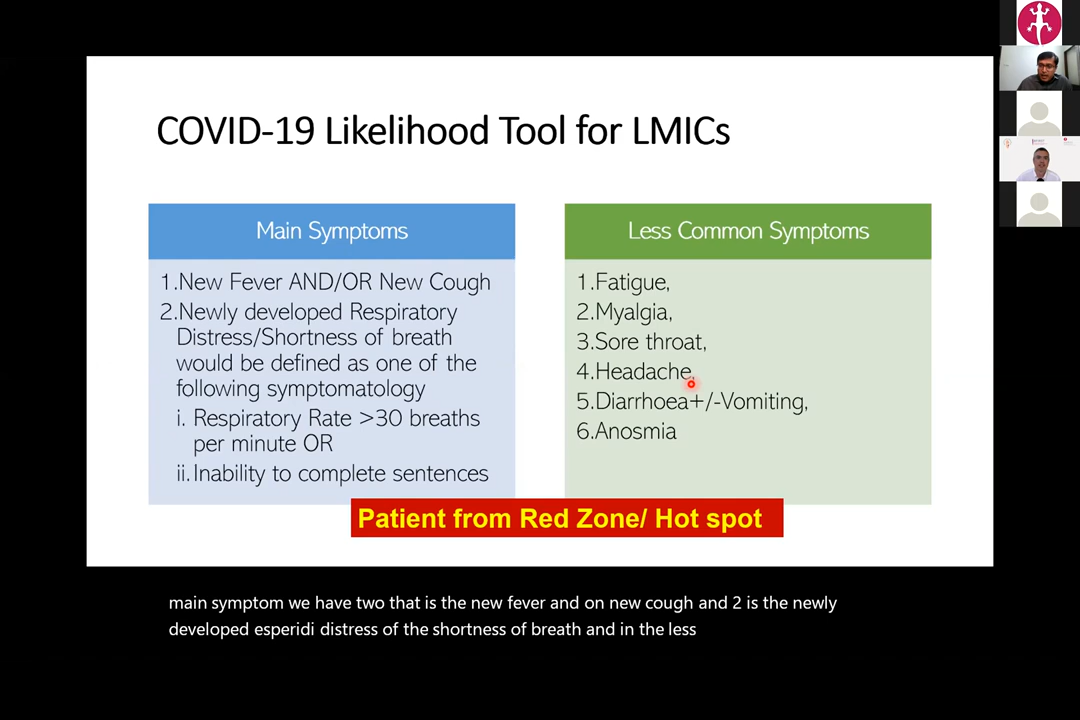 COVID-19 Likelihood Tool for LMICs
Main Symptoms
1.New Fever AND/OR New Cough
2.Newly developed Respiratory
Distress/Shortness of breath
would be defined as one of the
following symptomatology
i. Respiratory Rate >30 breaths
per minute OR
ii.Inability to complete sentences
Less Common Symptoms
1.Fatigue,
2.Myalgia,
3.Sore throat,
4.Headache,
5.Diarrhoea+/-Vomiting,
6.Anosmia
Patient from Red Zone/ Hot spot
main symptom we have two that is the new fever and on new cough and 2 is the newly
developed esperidi distress of the shortness of breath and in the less